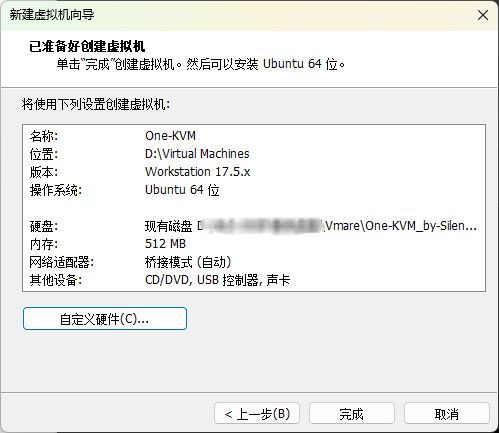 新建虚拟机向导
已准备好创建虚拟机
单击“完成”创建虚拟机。然后可以安装 Ubuntu 64 位。
将使用下列设置创建虚拟机:
名称: One-KVM
位置: D:\Virtual Machines
版本: Workstation 17.5.x
操作系统: Ubuntu 64 位
硬盘: 现有磁盘 \Vmare\One-KVM_by-Silen...
内存: 512 MB
网络适配器: 桥接模式 (自动)
其他设备: CD/DVD, USB 控制器, 声卡
自定义硬件(C)...
< 上一步(B) 完成 取消